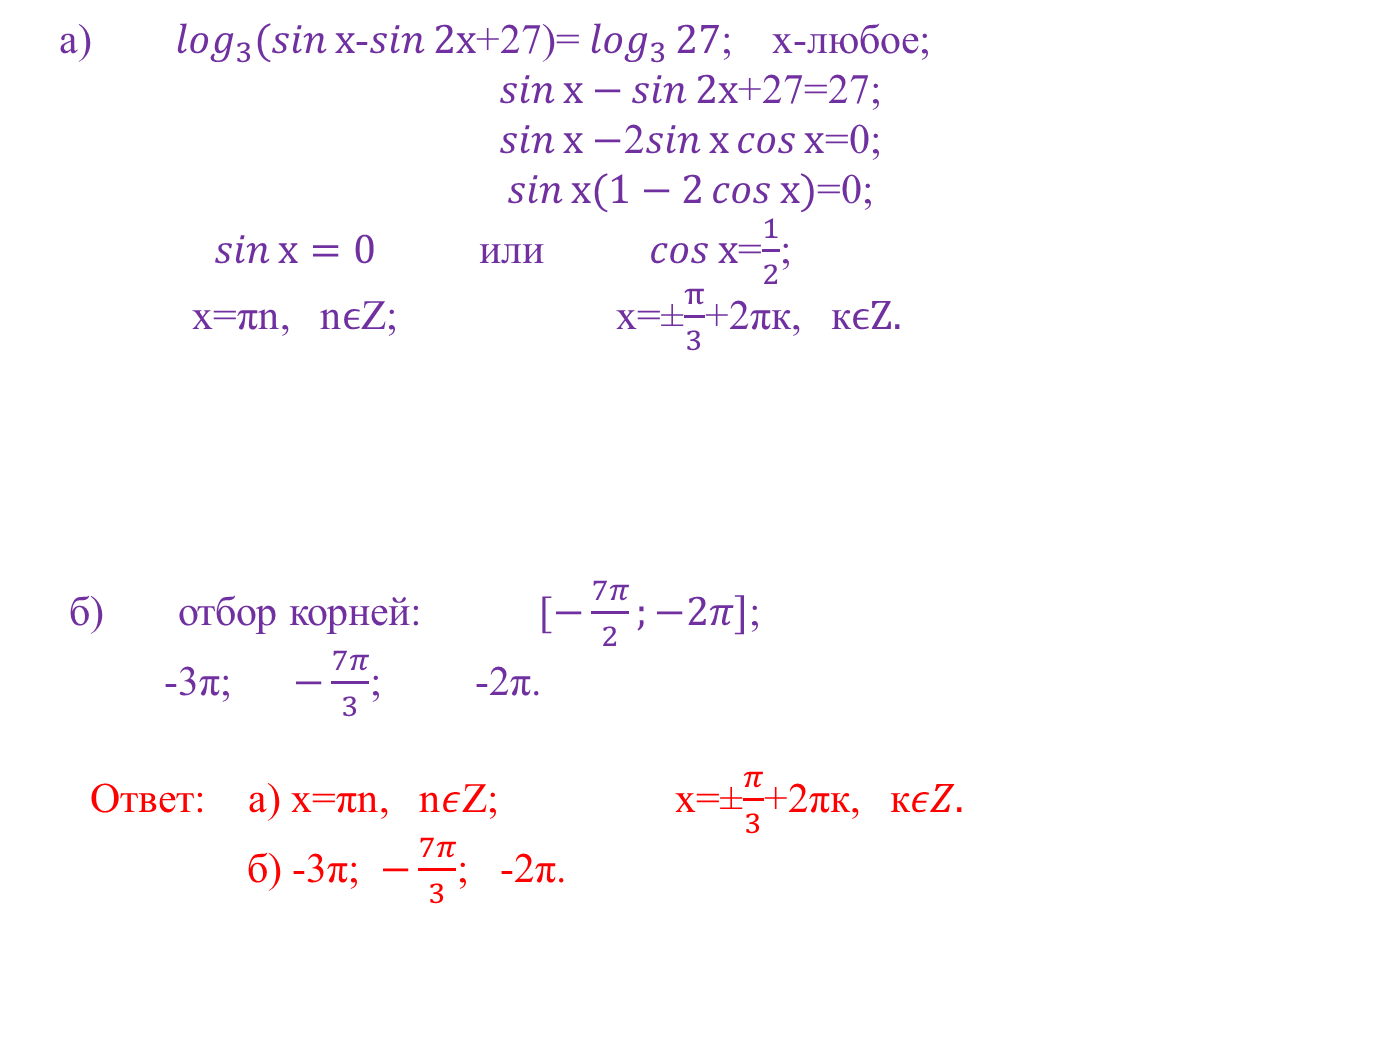 а) log₃(sin x-sin 2x+27)= log₃ 27; х-любое;
sin x − sin 2x+27=27;
sin x −2sin x cos x=0;
sin x(1 − 2 cos x)=0;
sin x = 0 или cos x=1/2;
x=πn, nϵZ; x=±π/3+2πк, кϵZ.
б) отбор корней: [− 7π/2 ; −2π];
-3π; − 7π/3; -2π.
Ответ: а) x=πn, nϵZ; x=±π/3+2πк, кϵZ.
б) -3π; − 7π/3; -2π.